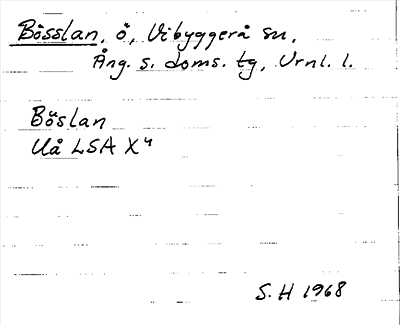 Bösslan, ö, Vibyggerå sn,
Ång. s. doms. tg, Urnl. l.
Böslan
Uå LSA X⁴
S. H 1968